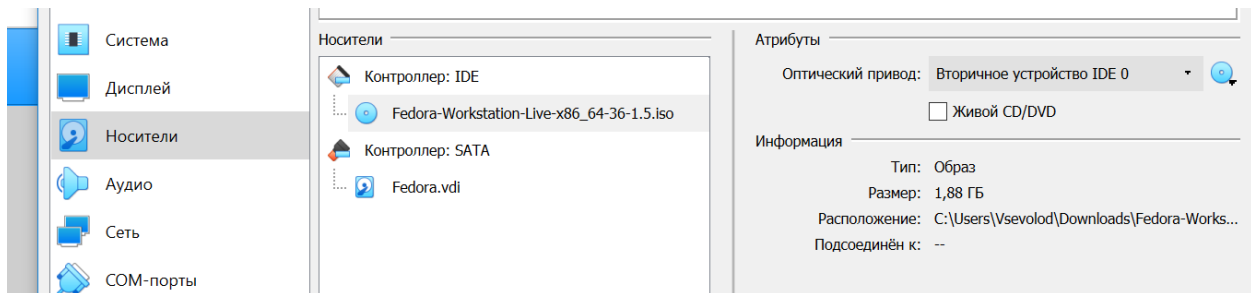 Система
Дисплей
Носители
Аудио
Сеть
COM-порты
Носители
Контроллер: IDE
Fedora-Workstation-Live-x86_64-36-1.5.iso
Контроллер: SATA
Fedora.vdi
Атрибуты
Оптический привод: Вторичное устройство IDE 0
Живой CD/DVD
Информация
Тип: Образ
Размер: 1,88 ГБ
Расположение: C:\Users\Vsevolod\Downloads\Fedora-Works...
Подсоединён к: --